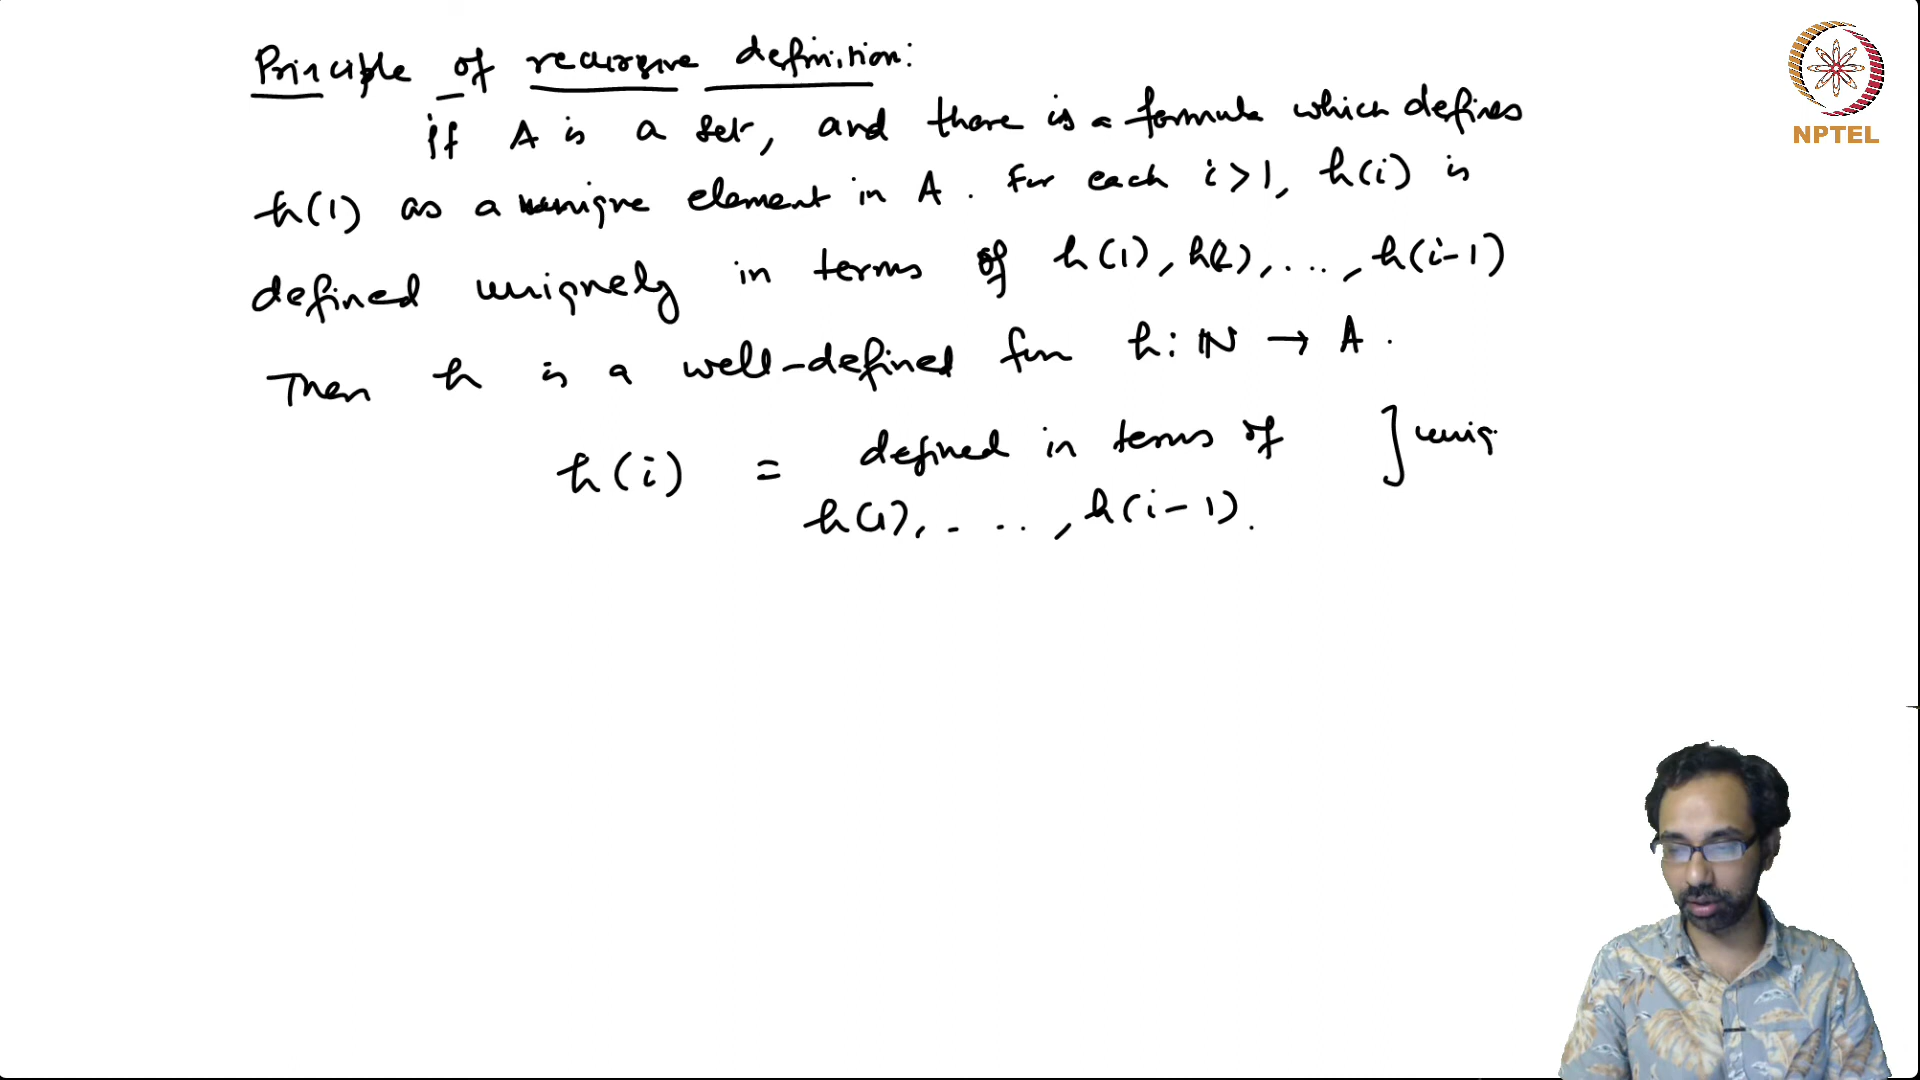 Principle of recursive definition:
if A is a set, and there is a formula which defines
h(1) as a unique element in A. For each i>1, h(i) is
defined uniquely in terms of h(1), h(2), ..., h(i-1)
Then h is a well-defined fun h: ℕ → A.
h(i) = defined in terms of ] uniq
h(1), ...., h(i-1).
NPTEL